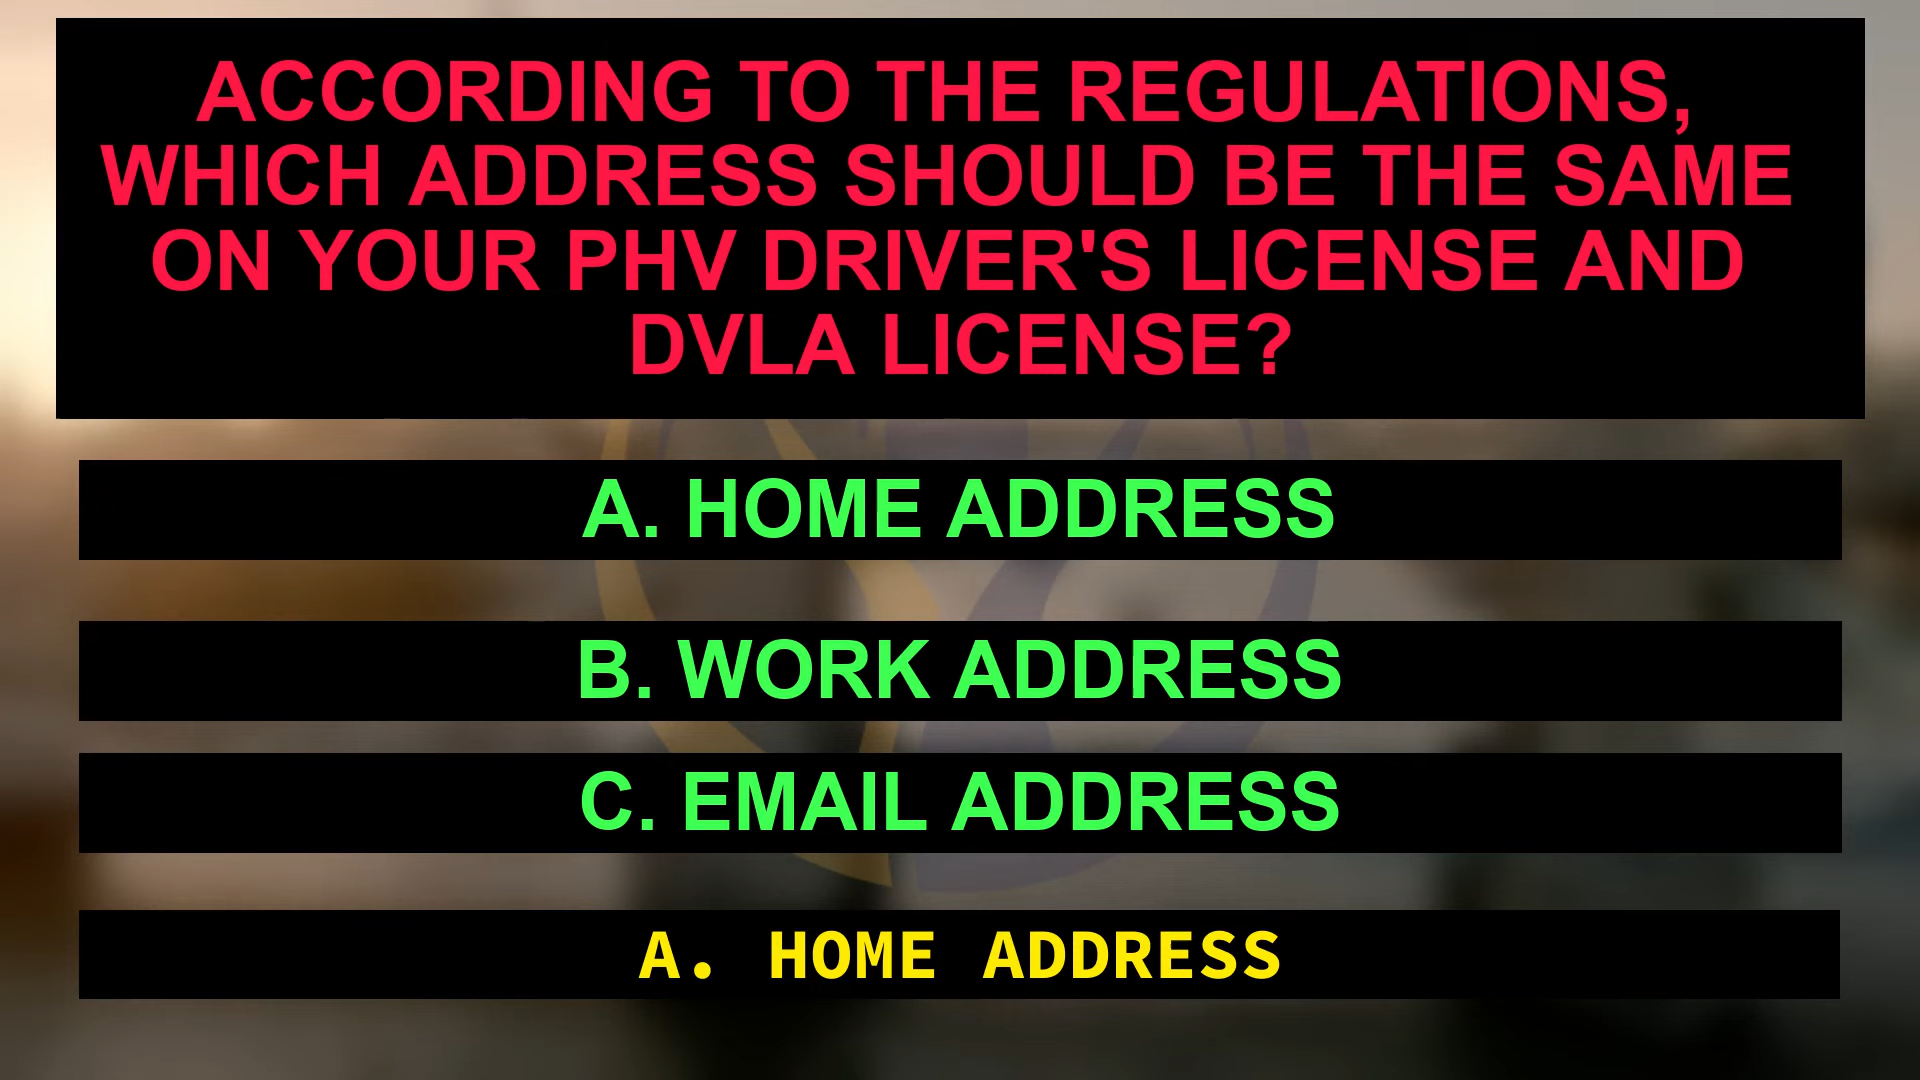 ACCORDING TO THE REGULATIONS,
WHICH ADDRESS SHOULD BE THE SAME
ON YOUR PHV DRIVER'S LICENSE AND
DVLA LICENSE?
A. HOME ADDRESS
B. WORK ADDRESS
C. EMAIL ADDRESS
A. HOME ADDRESS